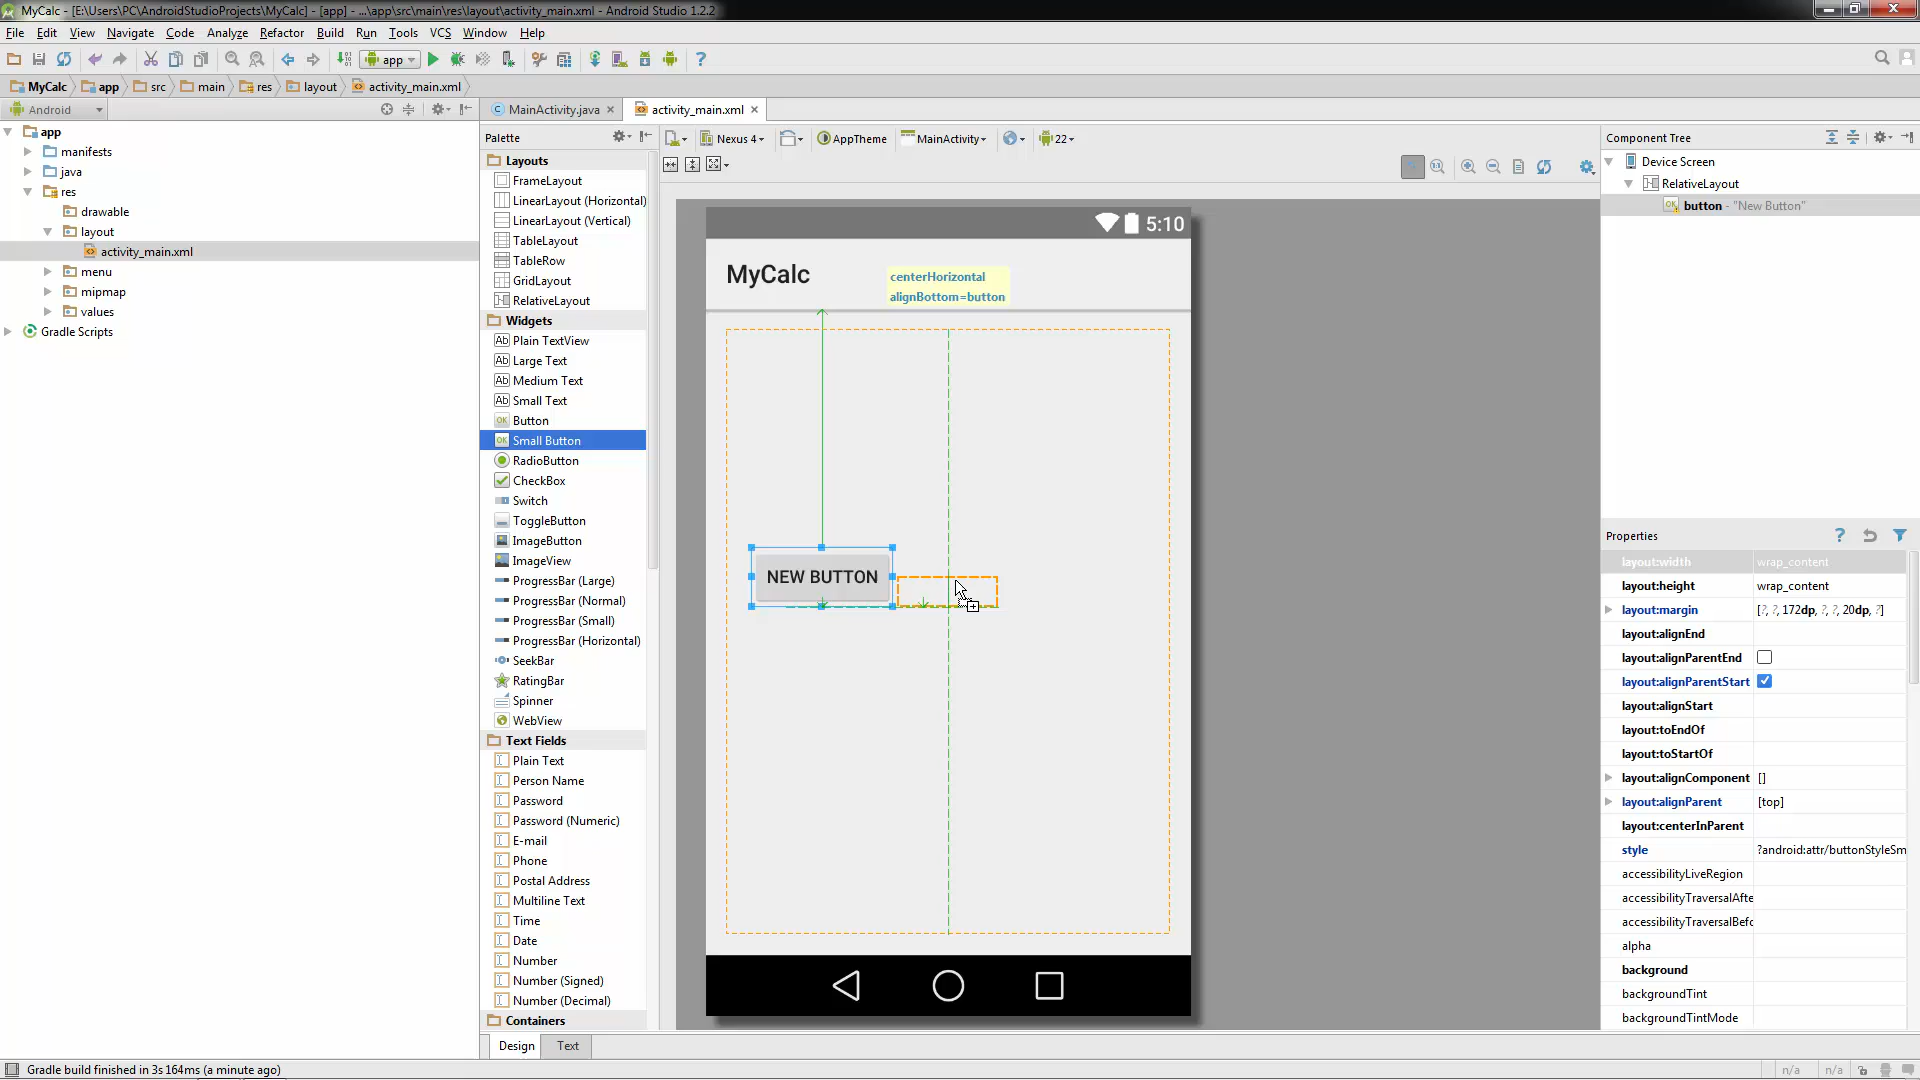 MyCalc - [E:\Users\PC\AndroidStudioProjects\MyCalc] - [app] - ...\app\src\main\res\layout\activity_main.xml - Android Studio 1.2.2
File Edit View Navigate Code Analyze Refactor Build Run Tools VCS Window Help
app
MyCalc app src main res layout activity_main.xml
Android
MainActivity.java
activity_main.xml
app
manifests
java
res
drawable
layout
activity_main.xml
menu
mipmap
values
Gradle Scripts
Palette
Layouts
FrameLayout
LinearLayout (Horizontal)
LinearLayout (Vertical)
TableLayout
TableRow
GridLayout
RelativeLayout
Widgets
Ab Plain TextView
Ab Large Text
Ab Medium Text
Ab Small Text
OK Button
OK Small Button
RadioButton
CheckBox
Switch
ToggleButton
ImageButton
ImageView
ProgressBar (Large)
ProgressBar (Normal)
ProgressBar (Small)
ProgressBar (Horizontal)
SeekBar
RatingBar
Spinner
WebView
Text Fields
Plain Text
Person Name
Password
Password (Numeric)
E-mail
Phone
Postal Address
Multiline Text
Time
Date
Number
Number (Signed)
Number (Decimal)
Containers
Nexus 4 AppTheme MainActivity 22
5:10
MyCalc
centerHorizontal
alignBottom=button
NEW BUTTON
Design Text
Component Tree
Device Screen
RelativeLayout
button - "New Button"
Properties
layout:width wrap_content
layout:height wrap_content
layout:margin [?, ?, 172dp, ?, ?, 20dp, ?]
layout:alignEnd
layout:alignParentEnd
layout:alignParentStart
layout:alignStart
layout:toEndOf
layout:toStartOf
layout:alignComponent []
layout:alignParent [top]
layout:centerInParent
style ?android:attr/buttonStyleSm
accessibilityLiveRegion
accessibilityTraversalAfte
accessibilityTraversalBefo
alpha
background
backgroundTint
backgroundTintMode
Gradle build finished in 3s 164ms (a minute ago)
n/a n/a